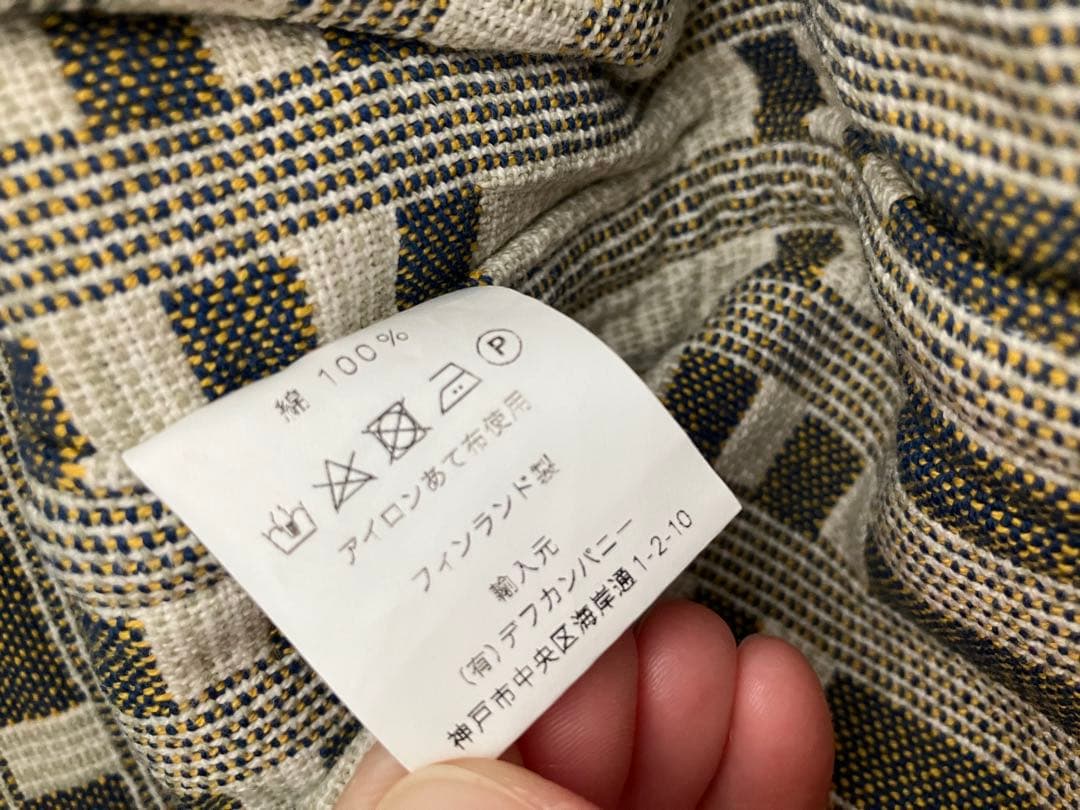 綿 100%
P
アイロンあて布使用
フィンランド製
輸入元
(有)デフカンパニー
神戸市中央区海岸通1-2-10